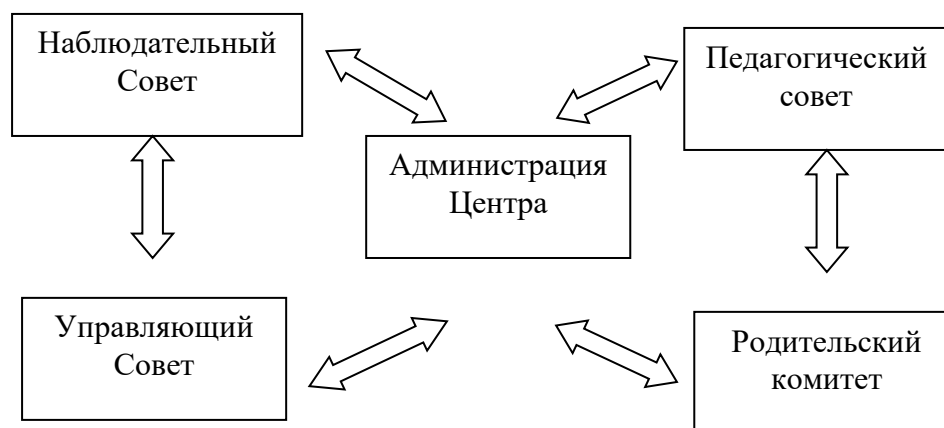 Наблюдательный
Совет
Педагогический
совет
Администрация
Центра
Управляющий
Совет
Родительский
комитет